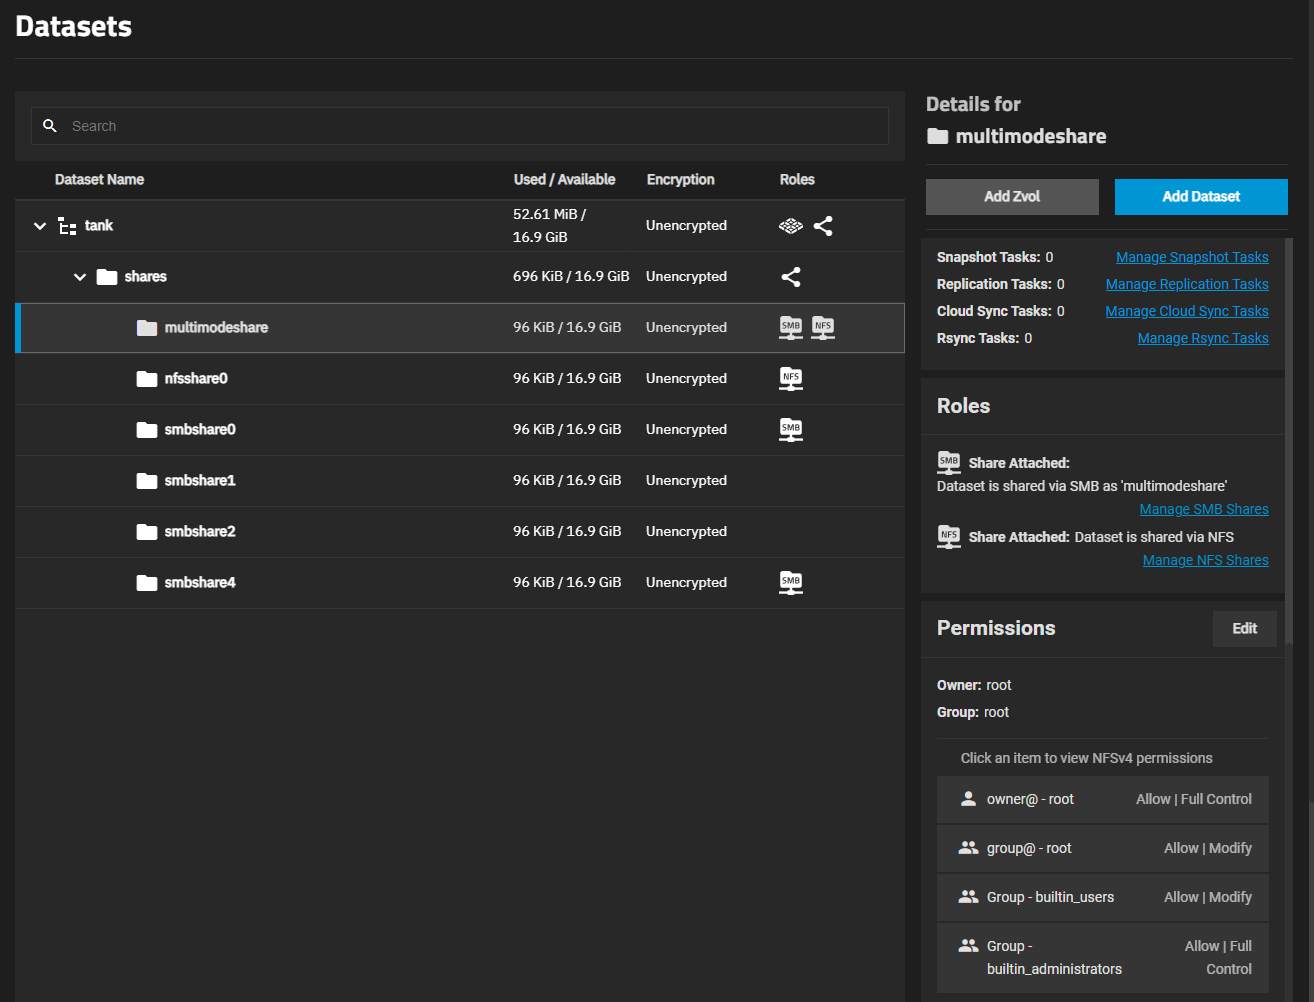 Datasets
Search
Dataset Name Used / Available Encryption Roles
tank 52.61 MiB / 16.9 GiB Unencrypted
shares 696 KiB / 16.9 GiB Unencrypted
multimodeshare 96 KiB / 16.9 GiB Unencrypted SMB NFS
nfsshare0 96 KiB / 16.9 GiB Unencrypted NFS
smbshare0 96 KiB / 16.9 GiB Unencrypted SMB
smbshare1 96 KiB / 16.9 GiB Unencrypted
smbshare2 96 KiB / 16.9 GiB Unencrypted
smbshare4 96 KiB / 16.9 GiB Unencrypted SMB
Details for
multimodeshare
Add Zvol Add Dataset
Snapshot Tasks: 0 Manage Snapshot Tasks
Replication Tasks: 0 Manage Replication Tasks
Cloud Sync Tasks: 0 Manage Cloud Sync Tasks
Rsync Tasks: 0 Manage Rsync Tasks
Roles
SMB Share Attached:
Dataset is shared via SMB as 'multimodeshare'
Manage SMB Shares
NFS Share Attached: Dataset is shared via NFS
Manage NFS Shares
Permissions Edit
Owner: root
Group: root
Click an item to view NFSv4 permissions
owner@ - root Allow | Full Control
group@ - root Allow | Modify
Group - builtin_users Allow | Modify
Group - Allow | Full
builtin_administrators Control